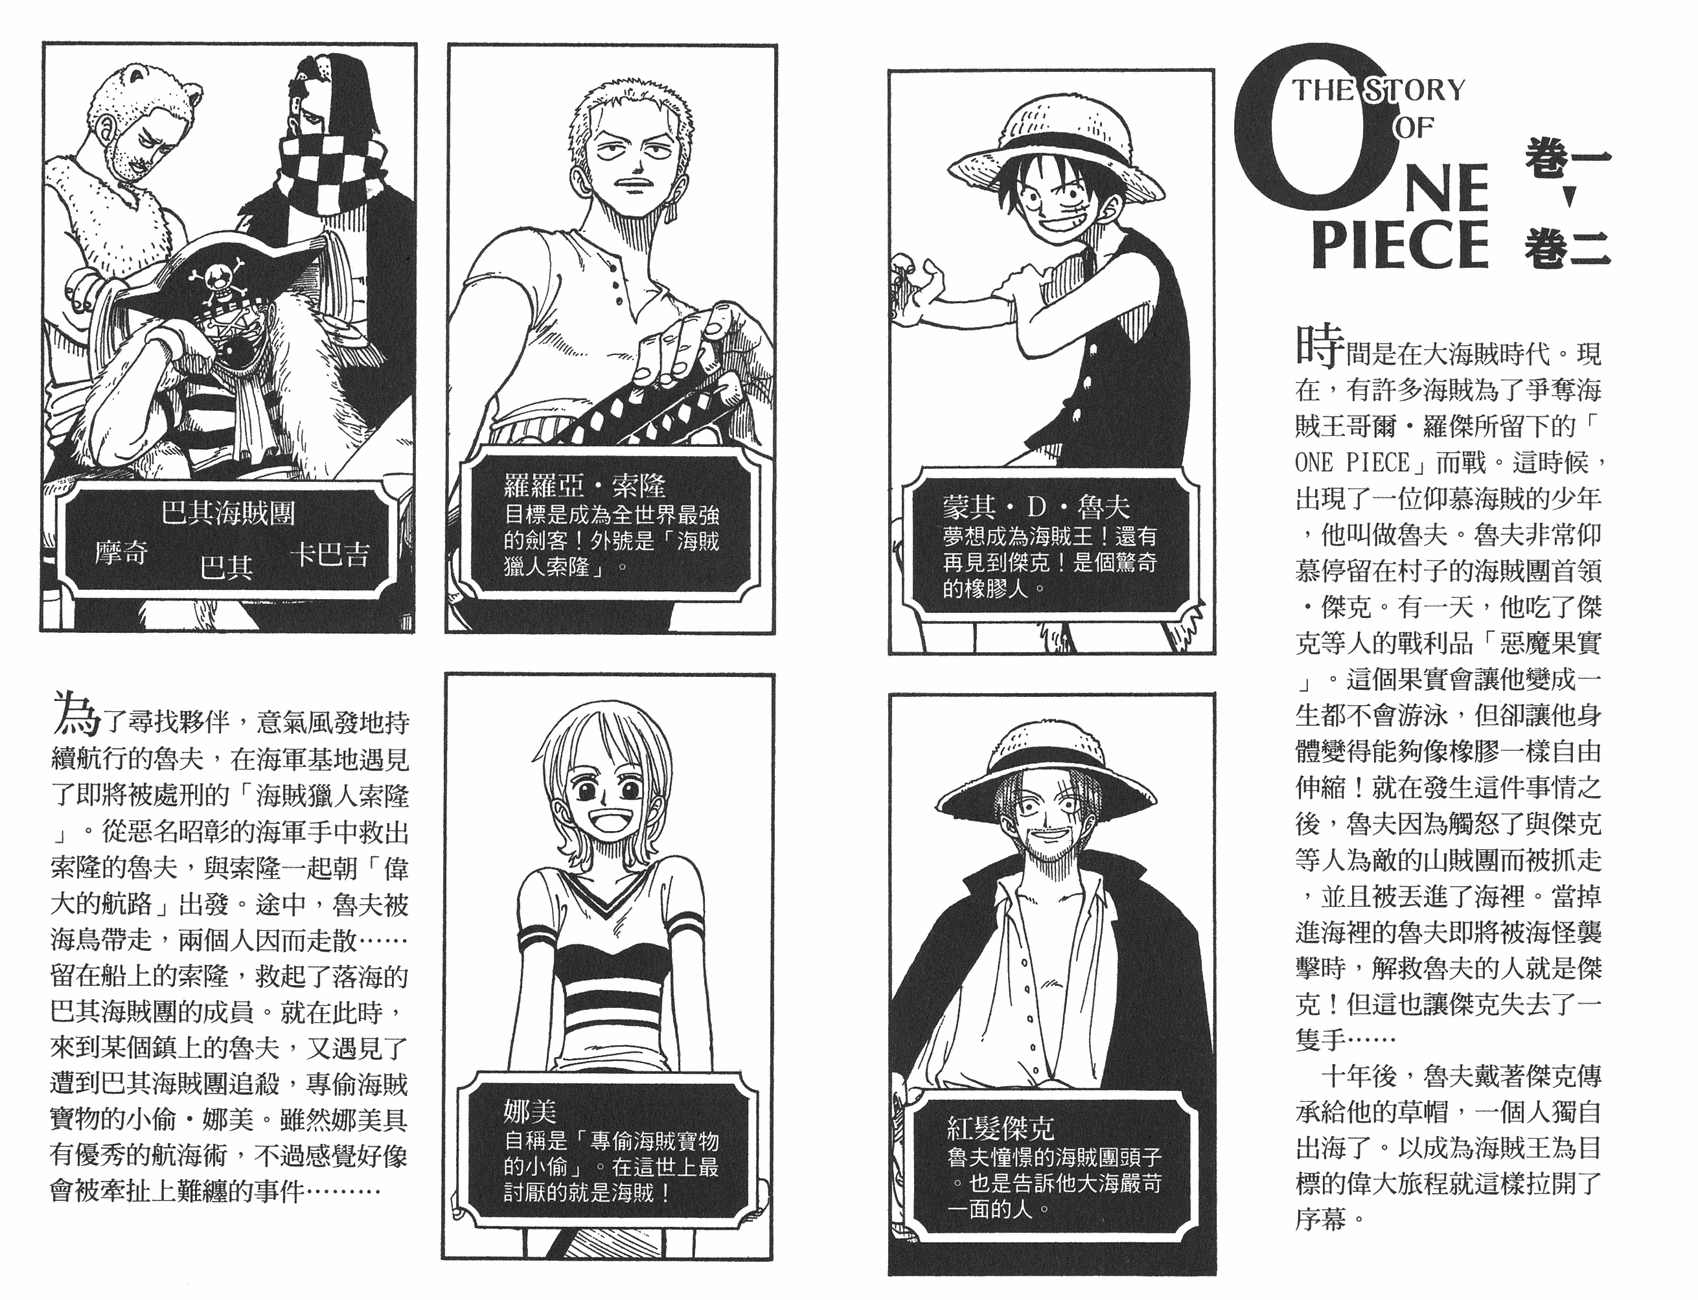 THE STORY
OF
ONE
PIECE
巻一
▼
巻二
時間是在大海賊時代。現
在，有許多海賊為了爭奪海
賊王哥爾・羅傑所留下的「
ONE PIECE」而戰。這時候，
出現了一位仰慕海賊的少年
，他叫做魯夫。魯夫非常仰
慕停留在村子的海賊團首領
・傑克。有一天，他吃了傑
克等人的戰利品「惡魔果實
」。這個果實會讓他變成一
生都不會游泳，但卻讓他身
體變得能夠像橡膠一樣自由
伸縮！就在發生這件事情之
後，魯夫因為觸怒了與傑克
等人為敵的山賊團而被抓走
，並且被丟進了海裡。當掉
進海裡的魯夫即將被海怪襲
擊時，解救魯夫的人就是傑
克！但這也讓傑克失去了一
隻手……
十年後，魯夫戴著傑克傳
承給他的草帽，一個人獨自
出海了。以成為海賊王為目
標的偉大旅程就這樣拉開了
序幕。
蒙其・D・魯夫
夢想成為海賊王！還有
再見到傑克！是個驚奇
的橡膠人。
紅髮傑克
魯夫憧憬的海賊團頭子
。也是告訴他大海嚴苛
一面的人。
羅羅亞・索隆
目標是成為全世界最強
的劍客！外號是「海賊
獵人索隆」。
娜美
自稱是「專偷海賊寶物
的小偷」。在這世上最
討厭的就是海賊！
巴其海賊團
摩奇
巴其
卡巴吉
為了尋找夥伴，意氣風發地持
續航行的魯夫，在海軍基地遇見
了即將被處刑的「海賊獵人索隆
」。從惡名昭彰的海軍手中救出
索隆的魯夫，與索隆一起朝「偉
大的航路」出發。途中，魯夫被
海鳥帶走，兩個人因而走散……
留在船上的索隆，救起了落海的
巴其海賊團的成員。就在此時，
來到某個鎮上的魯夫，又遇見了
遭到巴其海賊團追殺，專偷海賊
寶物的小偷・娜美。雖然娜美具
有優秀的航海術，不過感覺好像
會被牽扯上難纏的事件………